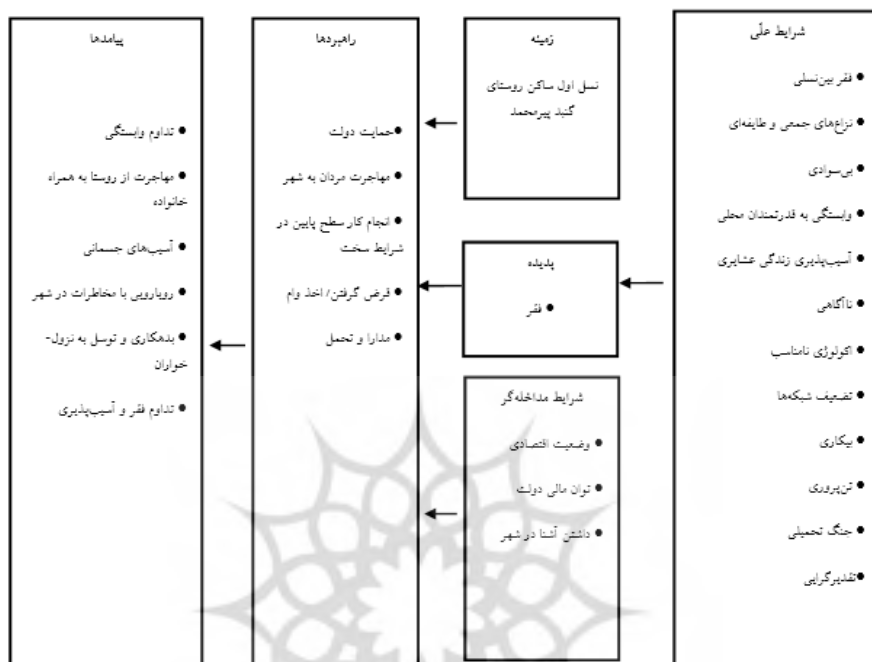 شرایط علّی
● فقر بین‌نسلی
● نزاع‌های جمعی و طایفه‌ای
● بی‌سوادی
● وابستگی به قدرتمندان محلی
● آسیب‌پذیری زندگی عشایری
● ناآگاهی
● اکولوژی نامناسب
● تضعیف شبکه‌ها
● بیکاری
● تن‌پروری
● جنگ تحمیلی
● تقدیرگرایی
زمینه
نسل اول ساکن روستای
گنبد پیرمحمد
پدیده
● فقر
شرایط مداخله‌گر
● وضعیت اقتصادی
● توان مالی دولت
● داشتن آشنا در شهر
راهبردها
● حمایت دولت
● مهاجرت مردان به شهر
● انجام کار سطح پایین در
شرایط سخت
● قرض گرفتن/ اخذ وام
● مدارا و تحمل
پیامدها
● تداوم وابستگی
● مهاجرت از روستا به همراه
خانواده
● آسیب‌های جسمانی
● رویارویی با مخاطرات در شهر
● بدهکاری و توسل به نزول-
خواران
● تداوم فقر و آسیب‌پذیری